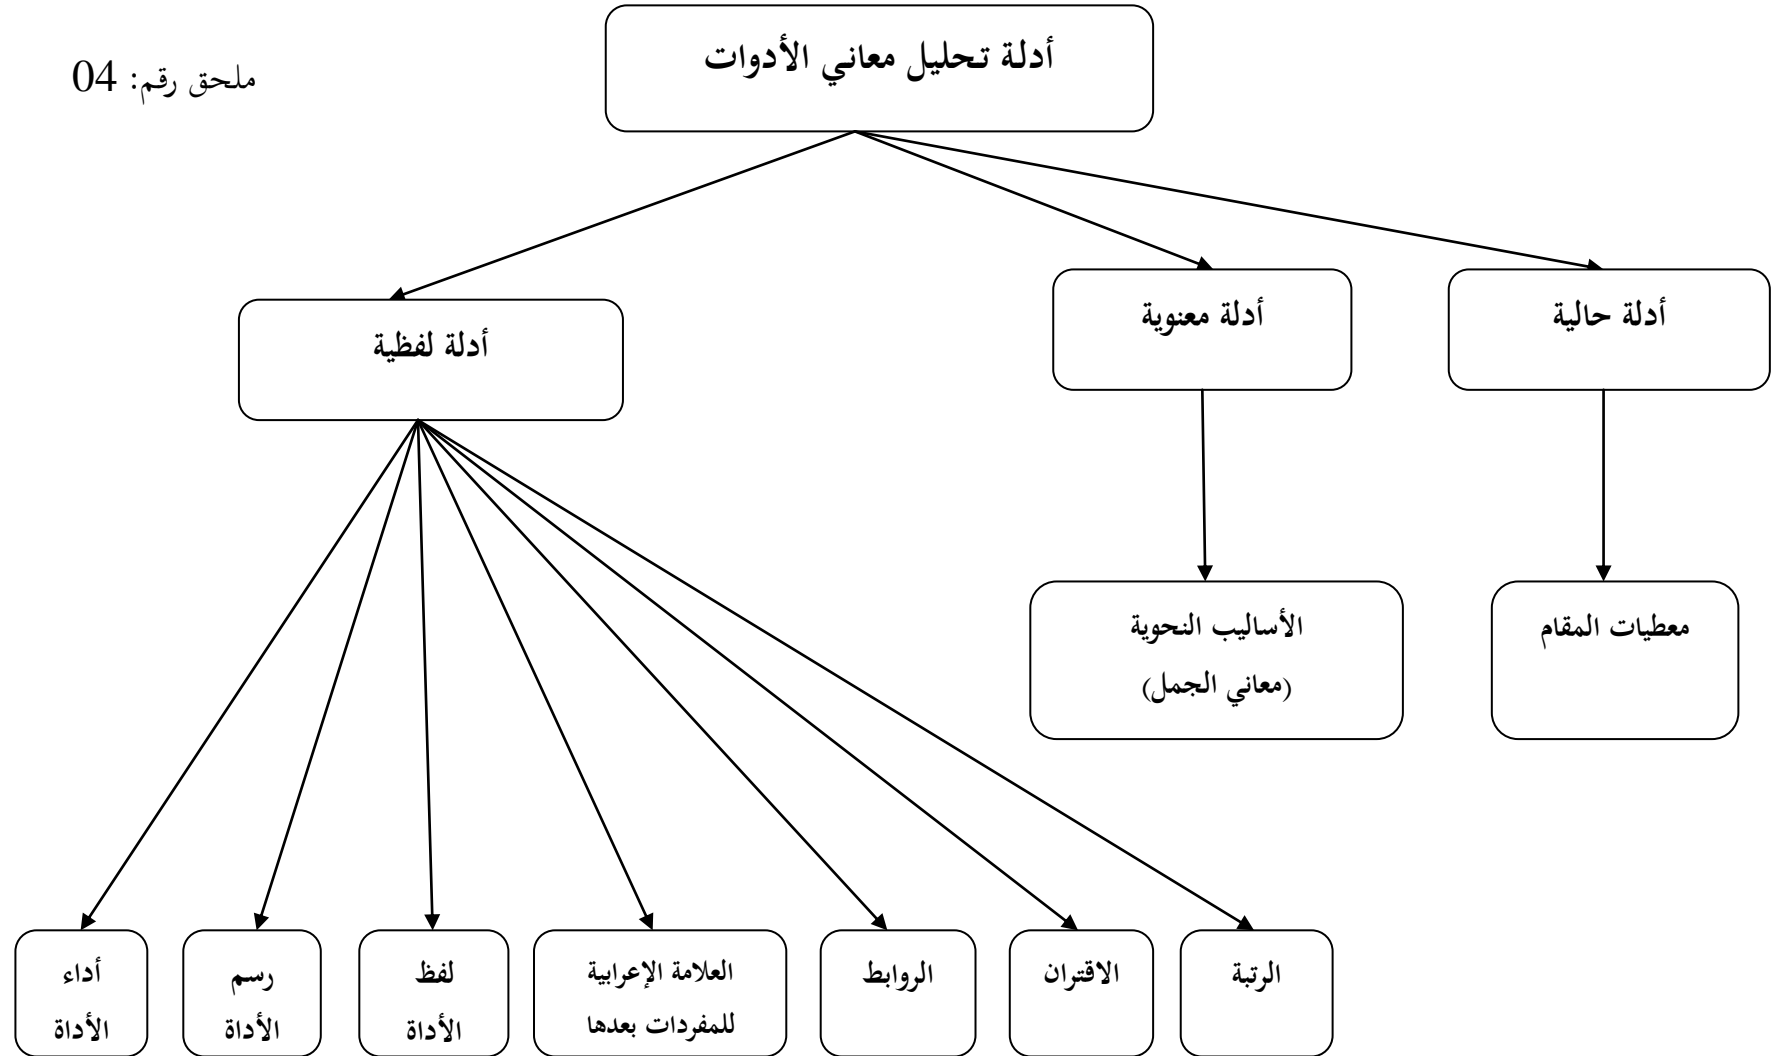 أدلة تحليل معاني الأدوات
ملحق رقم: 04
أدلة حالية
أدلة معنوية
أدلة لفظية
معطيات المقام
الأساليب النحوية
(معاني الجمل)
الرتبة
الاقتران
الروابط
العلامة الإعرابية
للمفردات بعدها
لفظ
الأداة
رسم
الأداة
أداء
الأداة